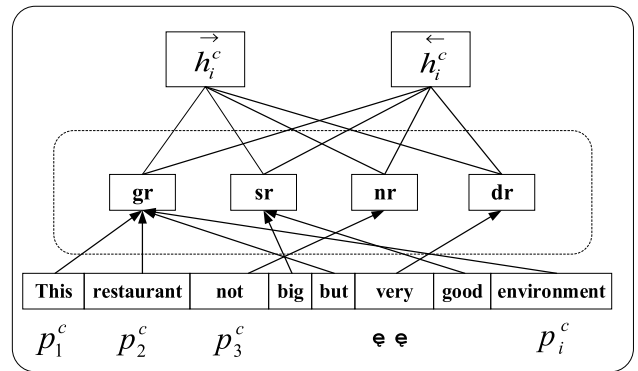 →h_i^c ←h_i^c
gr sr nr dr
This restaurant not big but very good environment
p_1^c p_2^c p_3^c ę ę p_i^c